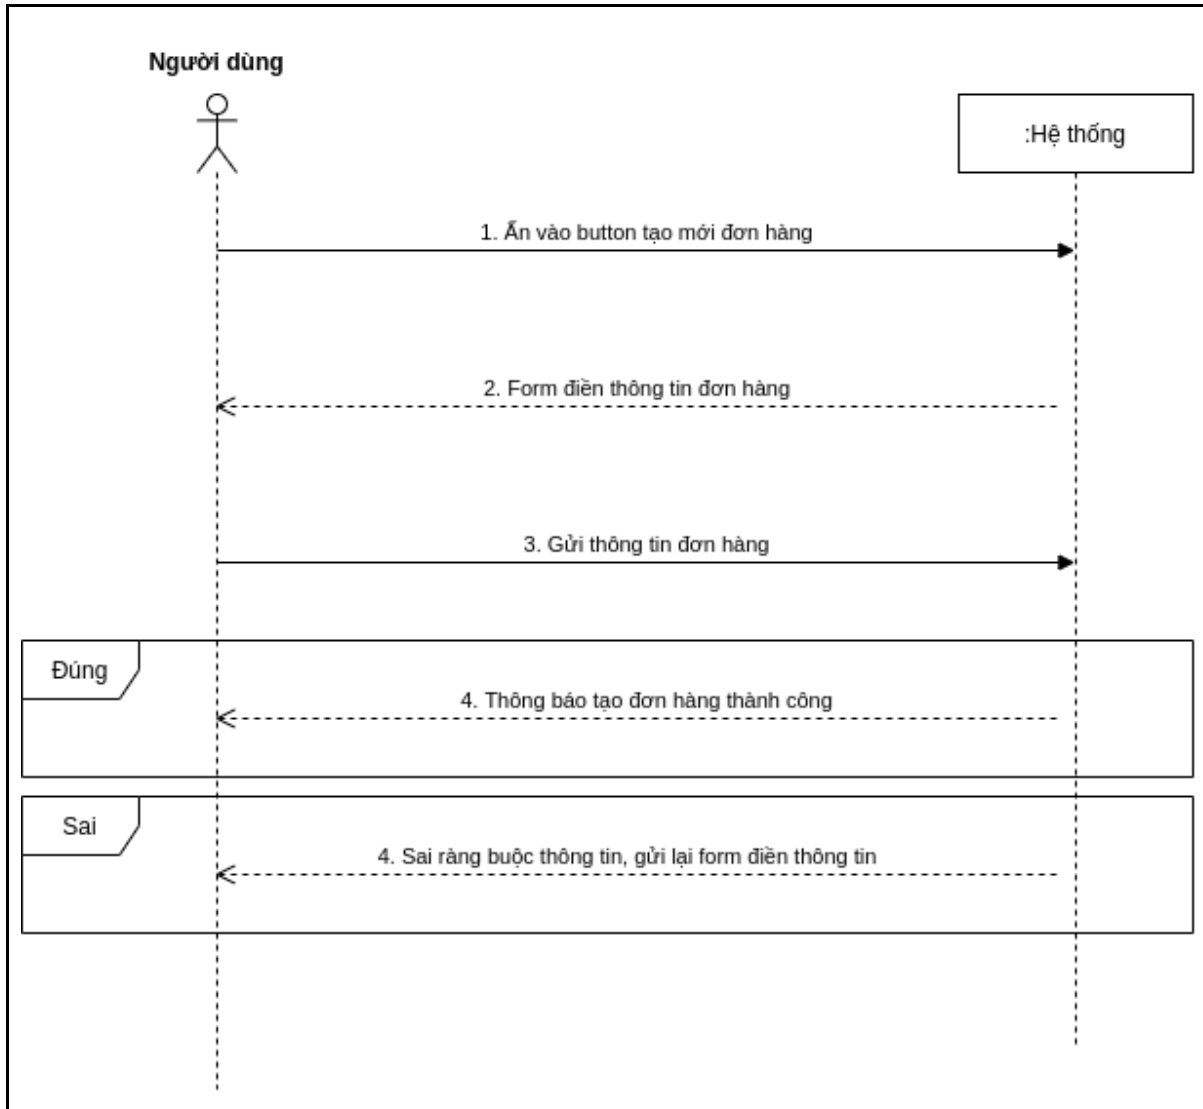 Người dùng
:Hệ thống
1. Ấn vào button tạo mới đơn hàng
2. Form điền thông tin đơn hàng
3. Gửi thông tin đơn hàng
Đúng
4. Thông báo tạo đơn hàng thành công
Sai
4. Sai ràng buộc thông tin, gửi lại form điền thông tin